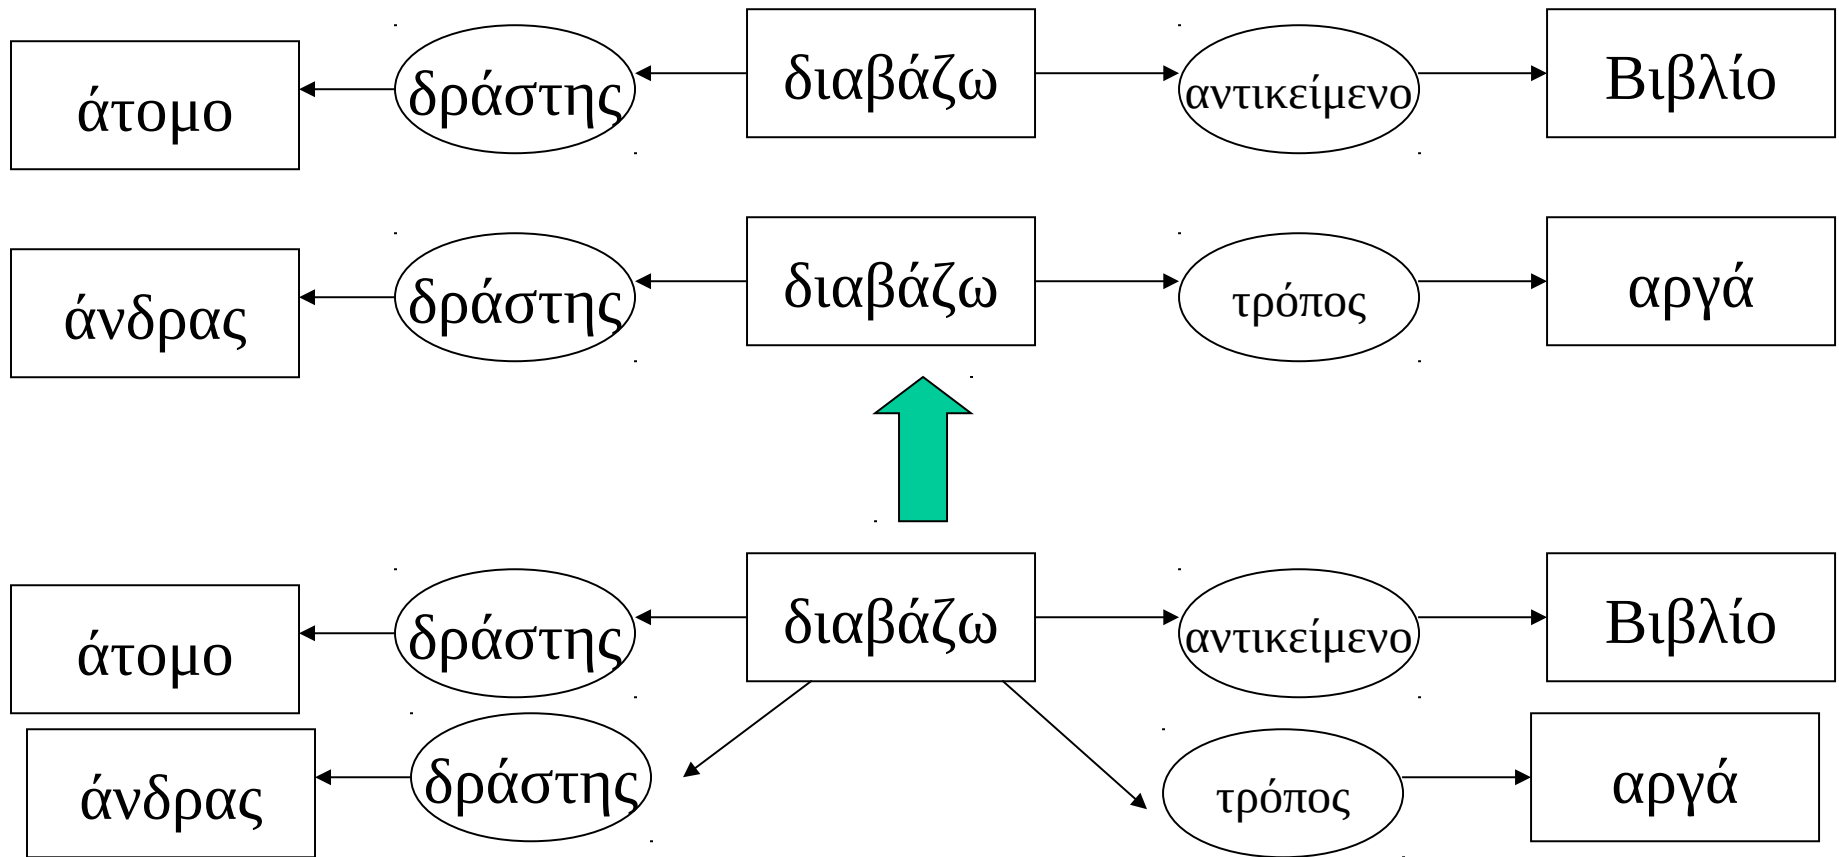 άτομο δράστης διαβάζω αντικείμενο Βιβλίο
άνδρας δράστης διαβάζω τρόπος αργά
άτομο δράστης διαβάζω αντικείμενο Βιβλίο
άνδρας δράστης τρόπος αργά